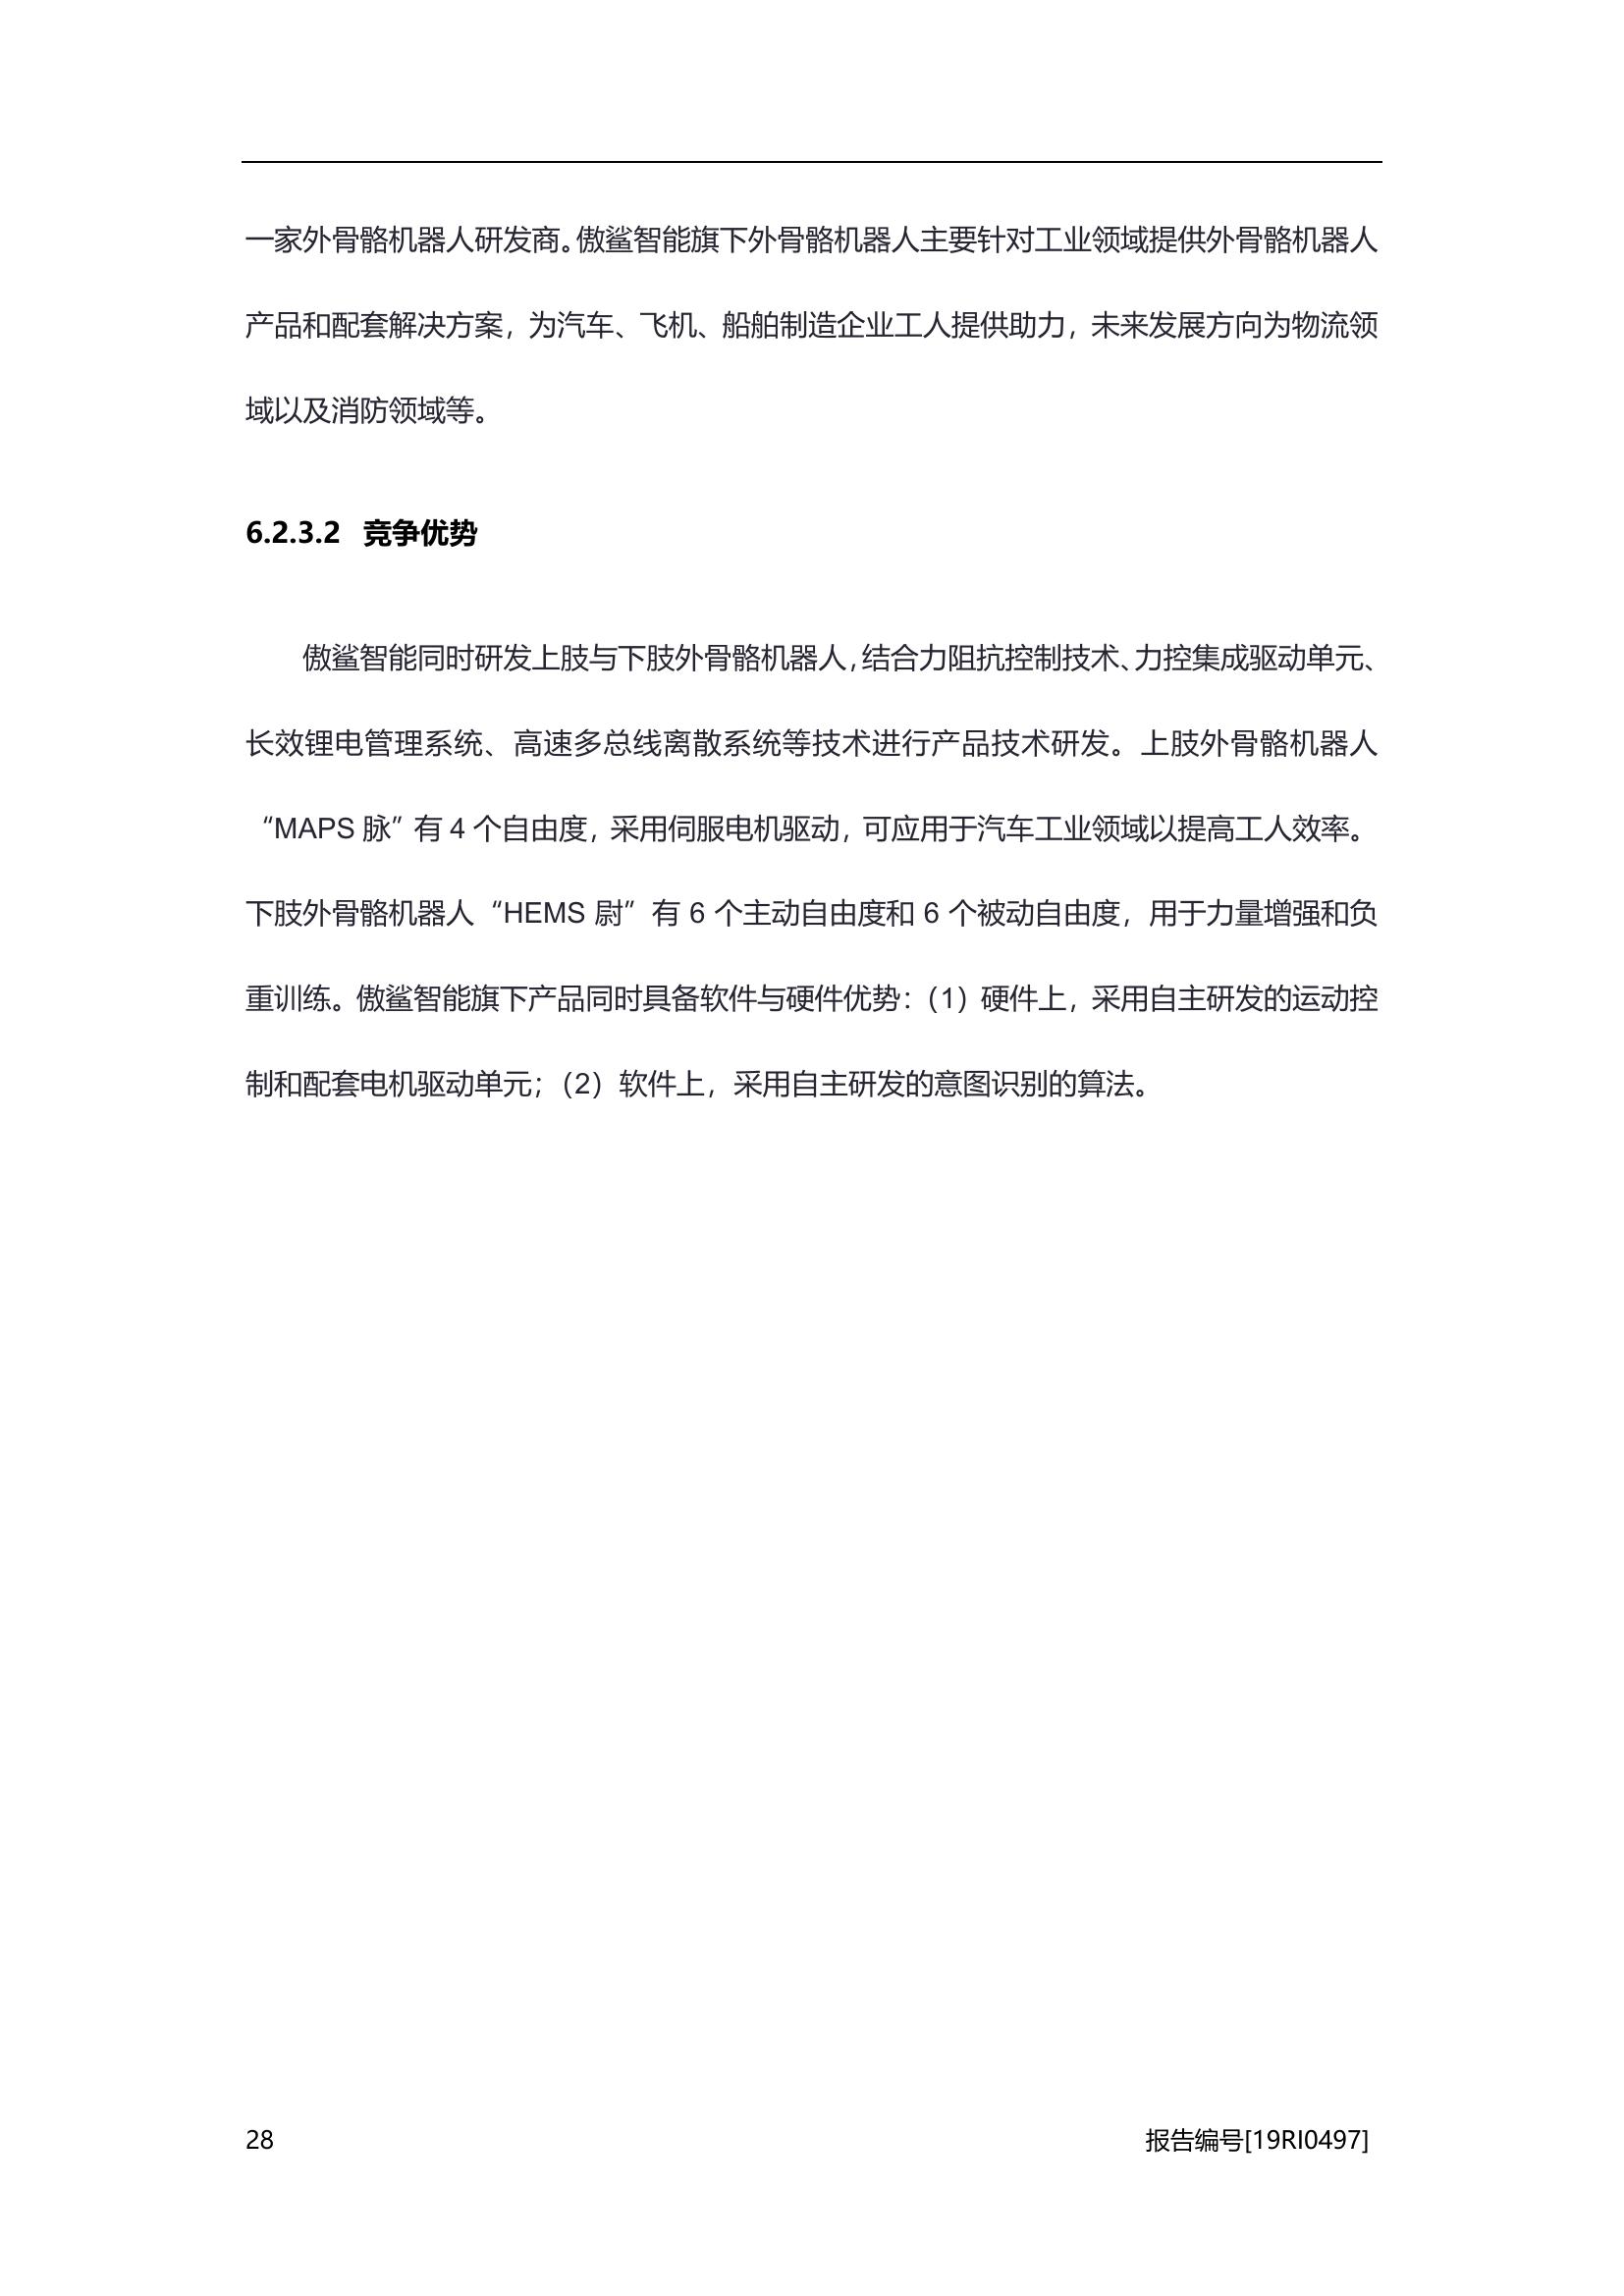 一家外骨骼机器人研发商。傲鲨智能旗下外骨骼机器人主要针对工业领域提供外骨骼机器人
产品和配套解决方案，为汽车、飞机、船舶制造企业工人提供助力，未来发展方向为物流领
域以及消防领域等。
6.2.3.2 竞争优势
傲鲨智能同时研发上肢与下肢外骨骼机器人，结合力阻抗控制技术、力控集成驱动单元、
长效锂电管理系统、高速多总线离散系统等技术进行产品技术研发。上肢外骨骼机器人
“MAPS 脉”有 4 个自由度，采用伺服电机驱动，可应用于汽车工业领域以提高工人效率。
下肢外骨骼机器人“HEMS 尉”有 6 个主动自由度和 6 个被动自由度，用于力量增强和负
重训练。傲鲨智能旗下产品同时具备软件与硬件优势：（1）硬件上，采用自主研发的运动控
制和配套电机驱动单元；（2）软件上，采用自主研发的意图识别的算法。
28 报告编号[19RI0497]